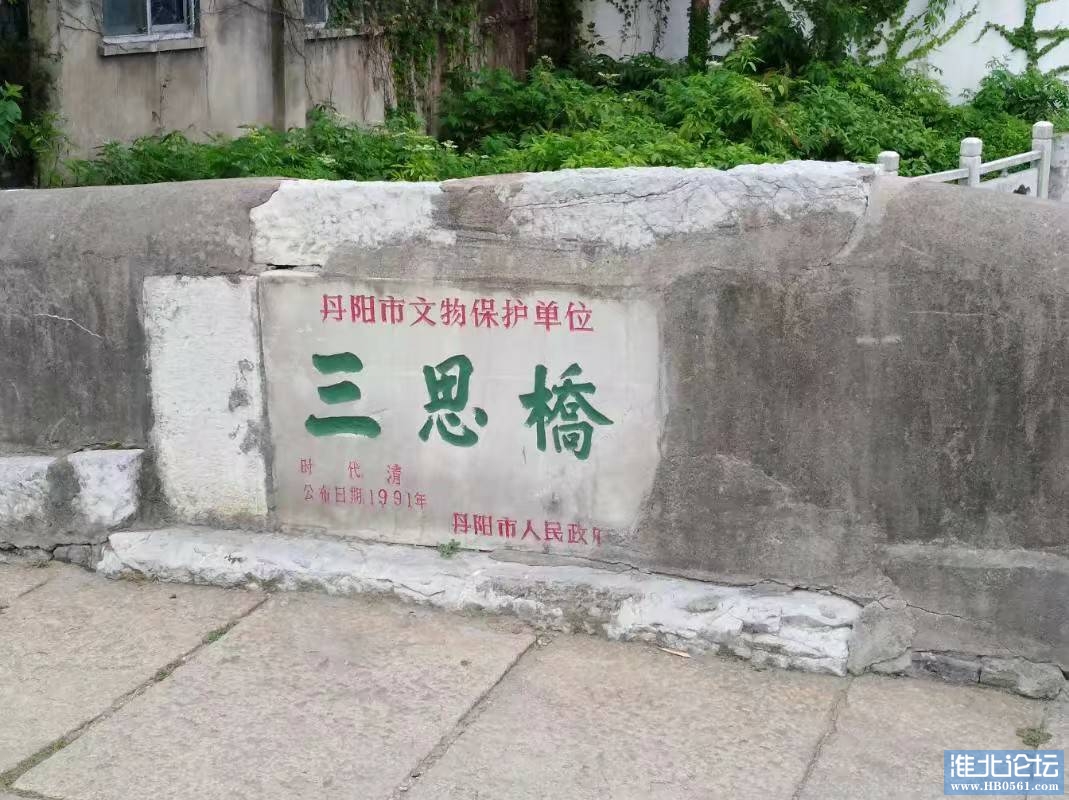 丹阳市文物保护单位
三思橋
时代清
公布日期1991年
丹阳市人民政
淮北论坛
www.HB0561.com